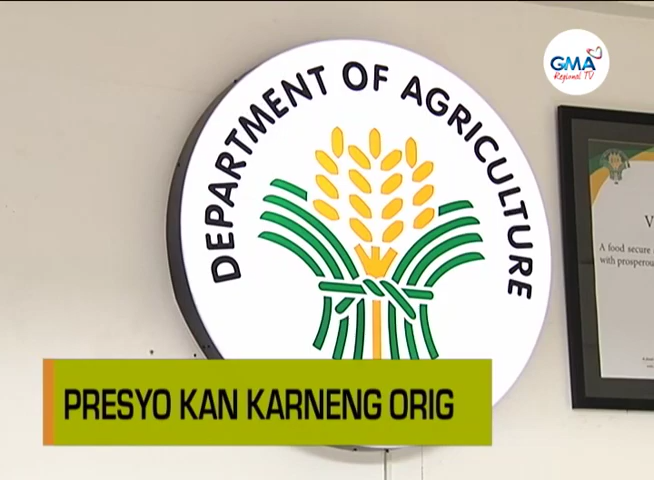 GMA
Regional TV
DEPARTMENT OF AGRICULTURE
V
A food secure
with prosperou
PRESYO KAN KARNENG ORIG